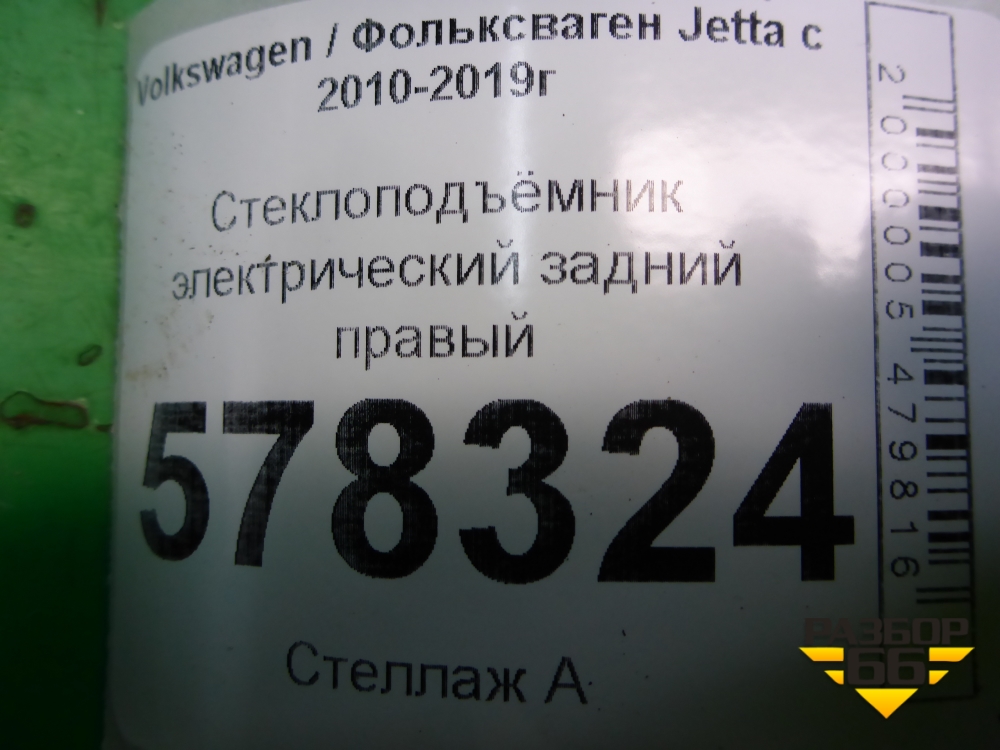 Volkswagen / Фольксваген Jetta с
2010-2019г
Стеклоподъёмник
электрический задний
правый
578324
Стеллаж А
2000005479816
РАЗБОР
66